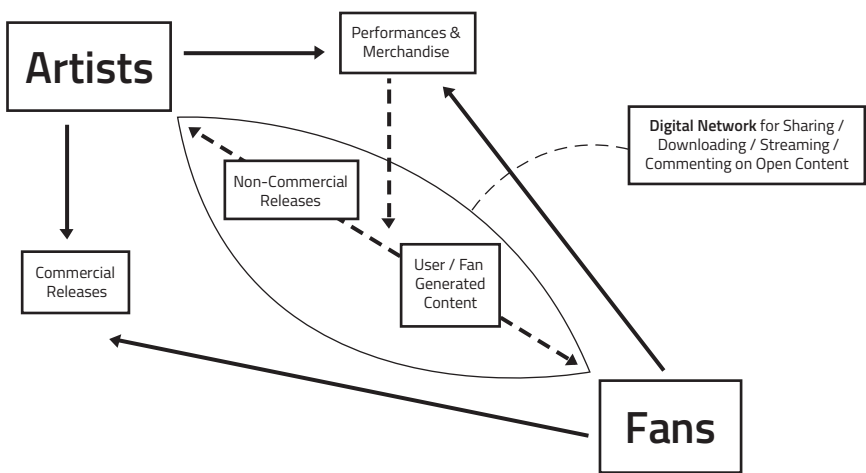 Artists
Performances &
Merchandise
Digital Network for Sharing /
Downloading / Streaming /
Commenting on Open Content
Non-Commercial
Releases
User / Fan
Generated
Content
Commercial
Releases
Fans